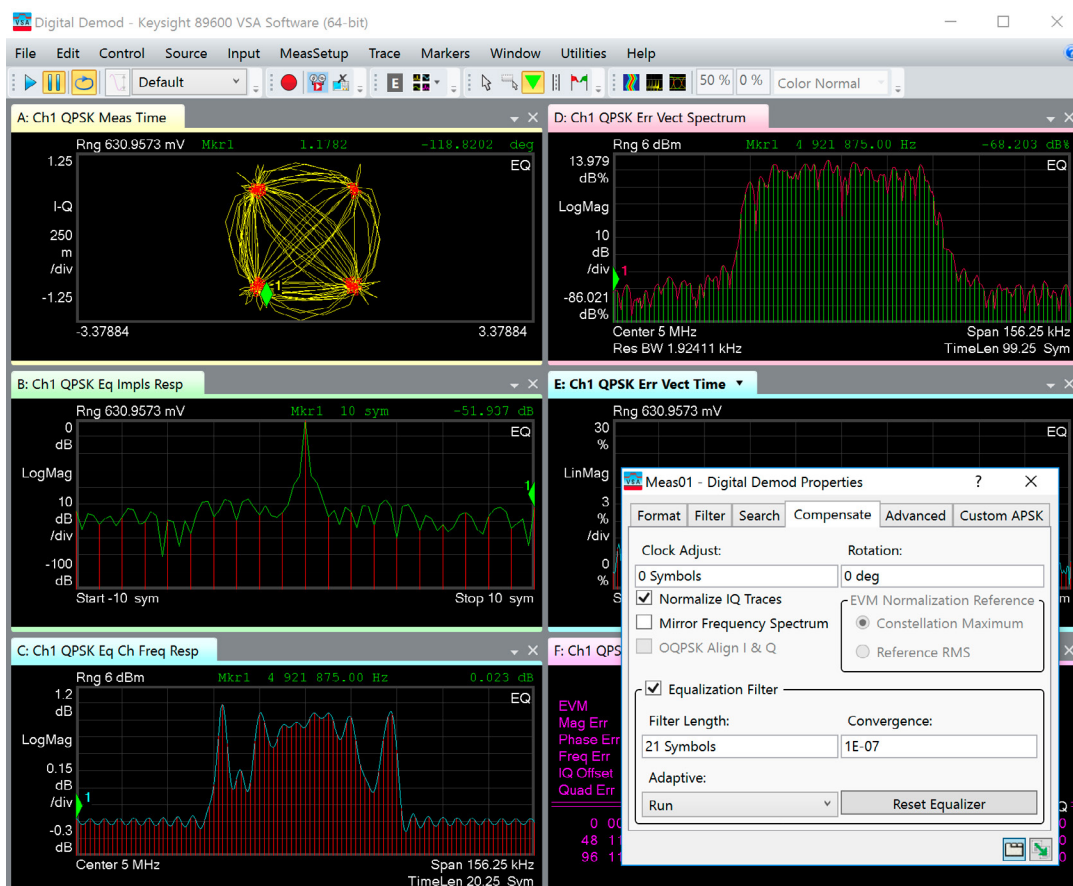 Digital Demod - Keysight 89600 VSA Software (64-bit)
File Edit Control Source Input MeasSetup Trace Markers Window Utilities Help
Default
E
50 % 0 % Color Normal
A: Ch1 QPSK Meas Time
Rng 630.9573 mV Mkr1 1.1782 -118.8202 deg
1.25
EQ
I-Q
250
m
/div
1
-1.25
-3.37884 3.37884
D: Ch1 QPSK Err Vect Spectrum
Rng 6 dBm Mkr1 4 921 875.00 Hz -68.203 dB%
13.979
dB%
EQ
LogMag
10
dB
/div
1
-86.021
dB%
Center 5 MHz Span 156.25 kHz
Res BW 1.92411 kHz TimeLen 99.25 Sym
B: Ch1 QPSK Eq Impls Resp
Rng 630.9573 mV Mkr1 10 sym -51.937 dB
0
dB
EQ
LogMag
10
dB
/div
1
-100
dB
Start -10 sym Stop 10 sym
E: Ch1 QPSK Err Vect Time
Rng 630.9573 mV
30
%
EQ
LinMag
3
%
/div
0
%
C: Ch1 QPSK Eq Ch Freq Resp
Rng 6 dBm Mkr1 4 921 875.00 Hz 0.023 dB
1.2
dB
EQ
LogMag
0.15
dB
/div
1
-0.3
dB
Center 5 MHz Span 156.25 kHz
TimeLen 20.25 Sym
F: Ch1 QPS
EVM
Mag Err
Phase Err
Freq Err
IQ Offset
Quad Err
0
48
96
VSA Meas01 - Digital Demod Properties ?
Format Filter Search Compensate Advanced Custom APSK
Clock Adjust: Rotation:
0 Symbols 0 deg
Normalize IQ Traces
EVM Normalization Reference
Mirror Frequency Spectrum
Constellation Maximum
OQPSK Align I & Q
Reference RMS
Equalization Filter
Filter Length: Convergence:
21 Symbols 1E-07
Adaptive:
Run Reset Equalizer